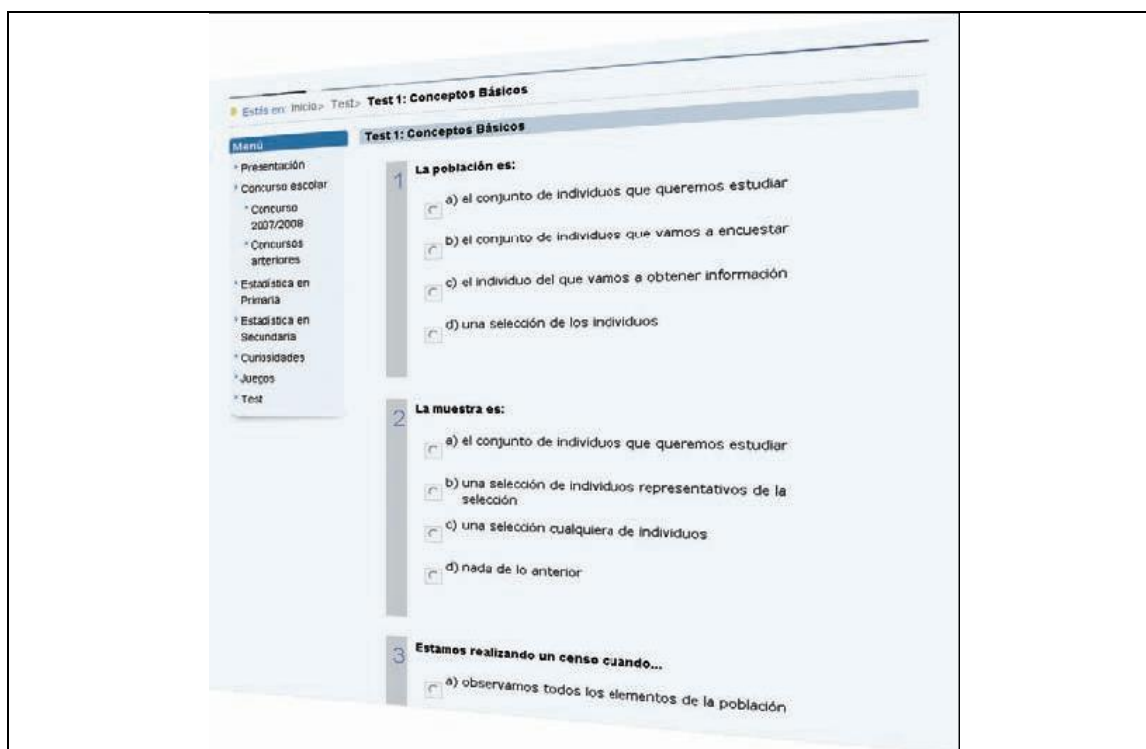 Estás en: Inicio> Test> Test 1: Conceptos Básicos
Menú
Presentación
Concurso escolar
Concurso
2007/2008
Concursos
anteriores
Estadística en
Primaria
Estadística en
Secundaria
Curiosidades
Juegos
Test
Test 1: Conceptos Básicos
1
La población es:
a) el conjunto de individuos que queremos estudiar
b) el conjunto de individuos que vamos a encuestar
c) el individuo del que vamos a obtener información
d) una selección de los individuos
2
La muestra es:
a) el conjunto de individuos que queremos estudiar
b) una selección de individuos representativos de la
selección
c) una selección cualquiera de individuos
d) nada de lo anterior
3
Estamos realizando un censo cuando...
a) observamos todos los elementos de la población